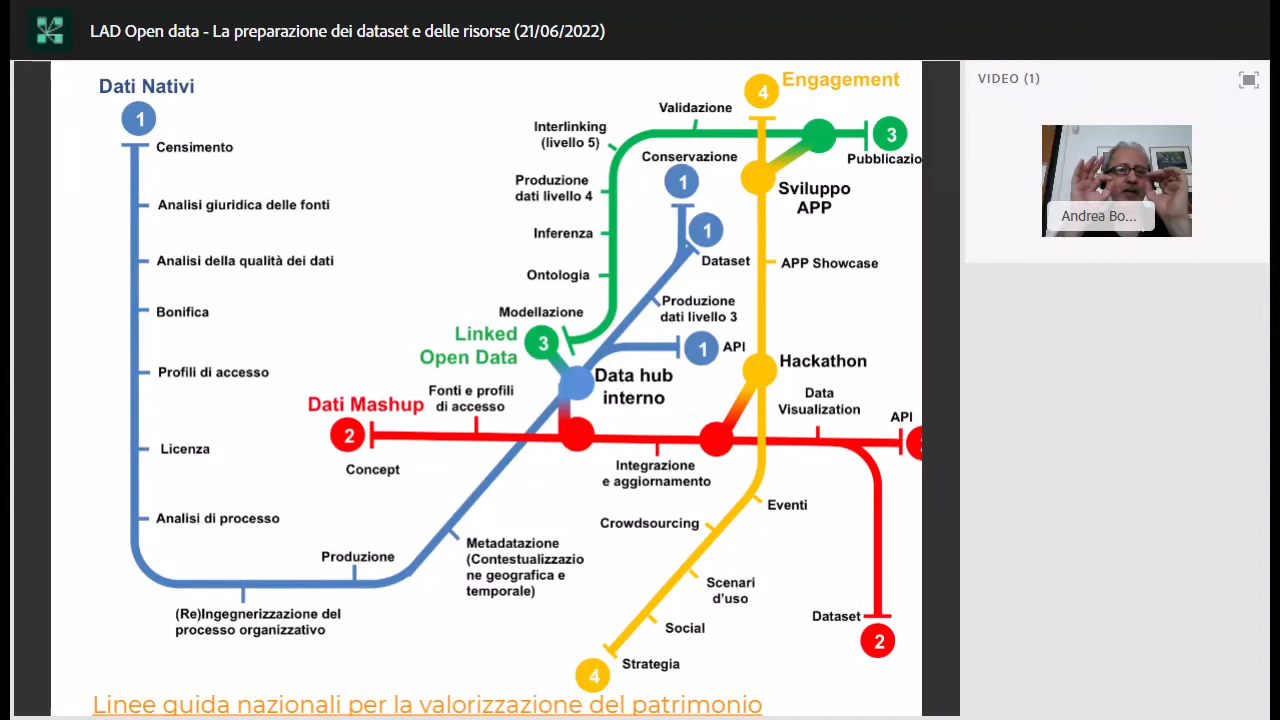 LAD Open data - La preparazione dei dataset e delle risorse (21/06/2022)
VIDEO (1)
Andrea Bo...
Dati Nativi
1
Censimento
Analisi giuridica delle fonti
Analisi della qualità dei dati
Bonifica
Profili di accesso
Licenza
Analisi di processo
(Re)Ingegnerizzazione del
processo organizzativo
Produzione
Metadatazione
(Contestualizzazio
ne geografica e
temporale)
Data hub
interno
Produzione
dati livello 3
1
API
1
Dataset
1
Conservazione
Linked
Open Data
3
Modellazione
Ontologia
Inferenza
Produzione
dati livello 4
Interlinking
(livello 5)
Validazione
3
Pubblicazio
Dati Mashup
2
Concept
Fonti e profili
di accesso
Integrazione
e aggiornamento
Data
Visualization
API
2
Dataset
Engagement
4
Sviluppo
APP
APP Showcase
Hackathon
Eventi
Crowdsourcing
Scenari
d'uso
Social
Strategia
4
Linee guida nazionali per la valorizzazione del patrimonio